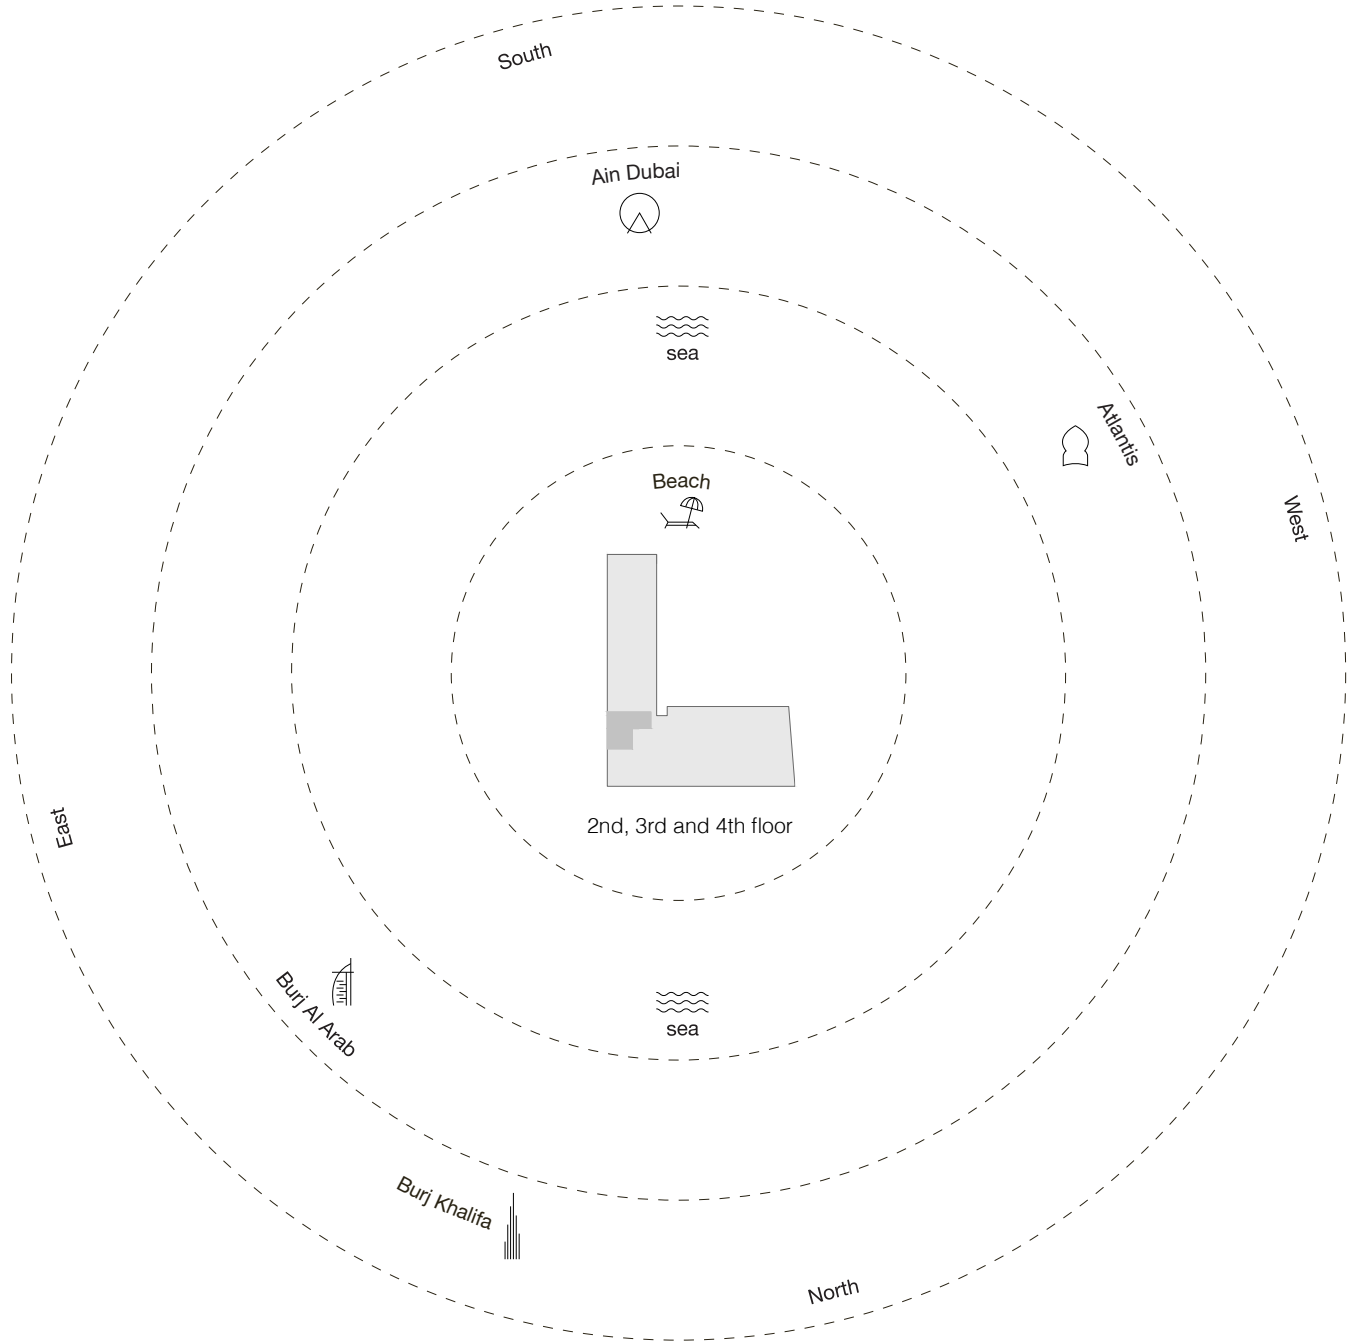 South
Ain Dubai
sea
Atlantis
Beach
West
2nd, 3rd and 4th floor
East
Burj Al Arab
sea
Burj Khalifa
North